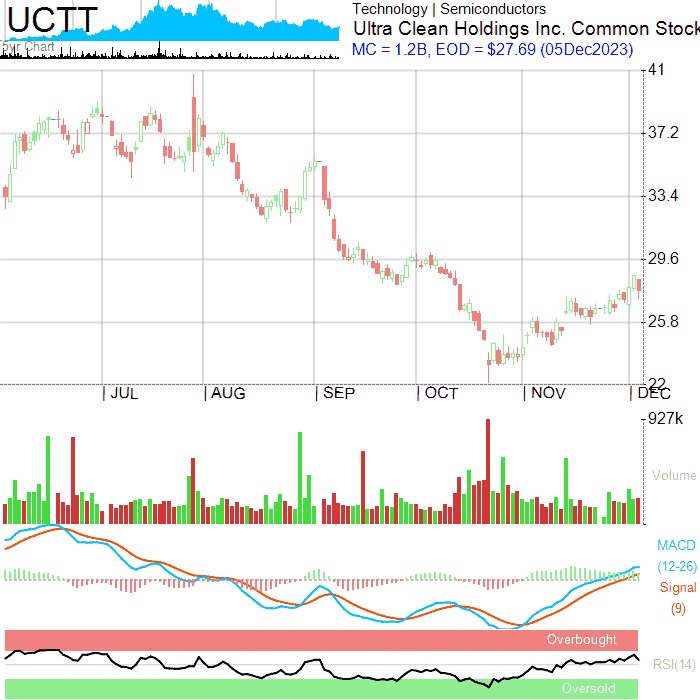 UCTT
5yr Chart
Technology | Semiconductors
Ultra Clean Holdings Inc. Common Stock
MC = 1.2B, EOD = $27.69 (05Dec2023)
41
37.2
33.4
29.6
25.8
22
JUL
AUG
SEP
OCT
NOV
DEC
927k
Volume
MACD
(12-26)
Signal
(9)
Overbought
RSI(14)
Oversold